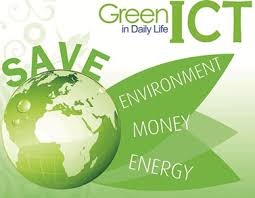 Green ICT
in Daily Life
SAVE
ENVIRONMENT
MONEY
ENERGY